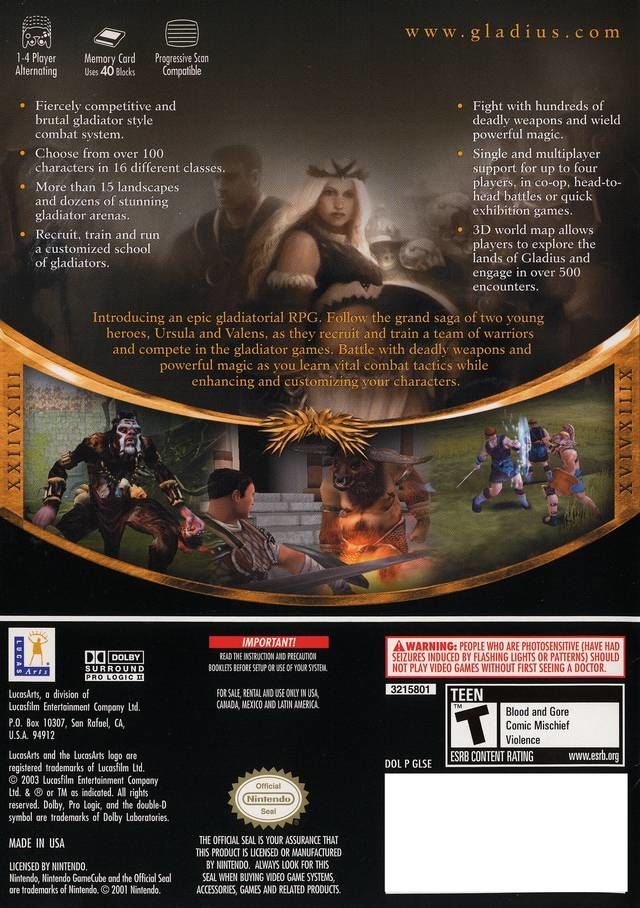 1-4 Player
Alternating
Memory Card
Uses 40 Blocks
Progressive Scan
Compatible
www.gladius.com
• Fiercely competitive and
brutal gladiator style
combat system.
• Choose from over 100
characters in 16 different classes.
• More than 15 landscapes
and dozens of stunning
gladiator arenas.
• Recruit, train and run
a customized school
of gladiators.
• Fight with hundreds of
deadly weapons and wield
powerful magic.
• Single and multiplayer
support for up to four
players, in co-op, head-to-
head battles or quick
exhibition games.
• 3D world map allows
players to explore the
lands of Gladius and
engage in over 500
encounters.
Introducing an epic gladiatorial RPG. Follow the grand saga of two young
heroes, Ursula and Valens, as they recruit and train a team of warriors
and compete in the gladiator games. Battle with deadly weapons and
powerful magic as you learn vital combat tactics while
enhancing and customizing your characters.
LUCAS
Arts
DOLBY
SURROUND
PRO LOGIC II
LucasArts, a division of
Lucasfilm Entertainment Company Ltd.
P.O. Box 10307, San Rafael, CA,
U.S.A. 94912
LucasArts and the LucasArts logo are
registered trademarks of Lucasfilm Ltd.
© 2003 Lucasfilm Entertainment Company
Ltd. & ® or TM as indicated. All rights
reserved. Dolby, Pro Logic, and the double-D
symbol are trademarks of Dolby Laboratories.
MADE IN USA
LICENSED BY NINTENDO.
Nintendo, Nintendo GameCube and the Official Seal
are trademarks of Nintendo. © 2001 Nintendo.
IMPORTANT!
READ THE INSTRUCTION AND PRECAUTION
BOOKLETS BEFORE SETUP OR USE OF YOUR SYSTEM.
FOR SALE, RENTAL AND USE ONLY IN USA,
CANADA, MEXICO AND LATIN AMERICA.
Official
Nintendo
Seal
THE OFFICIAL SEAL IS YOUR ASSURANCE THAT
THIS PRODUCT IS LICENSED OR MANUFACTURED
BY NINTENDO. ALWAYS LOOK FOR THIS
SEAL WHEN BUYING VIDEO GAME SYSTEMS,
ACCESSORIES, GAMES AND RELATED PRODUCTS.
WARNING: PEOPLE WHO ARE PHOTOSENSITIVE (HAVE HAD
SEIZURES INDUCED BY FLASHING LIGHTS OR PATTERNS) SHOULD
NOT PLAY VIDEO GAMES WITHOUT FIRST SEEING A DOCTOR.
3215801
TEEN
T
TM
Blood and Gore
Comic Mischief
Violence
ESRB CONTENT RATING www.esrb.org
DOL P GLSE